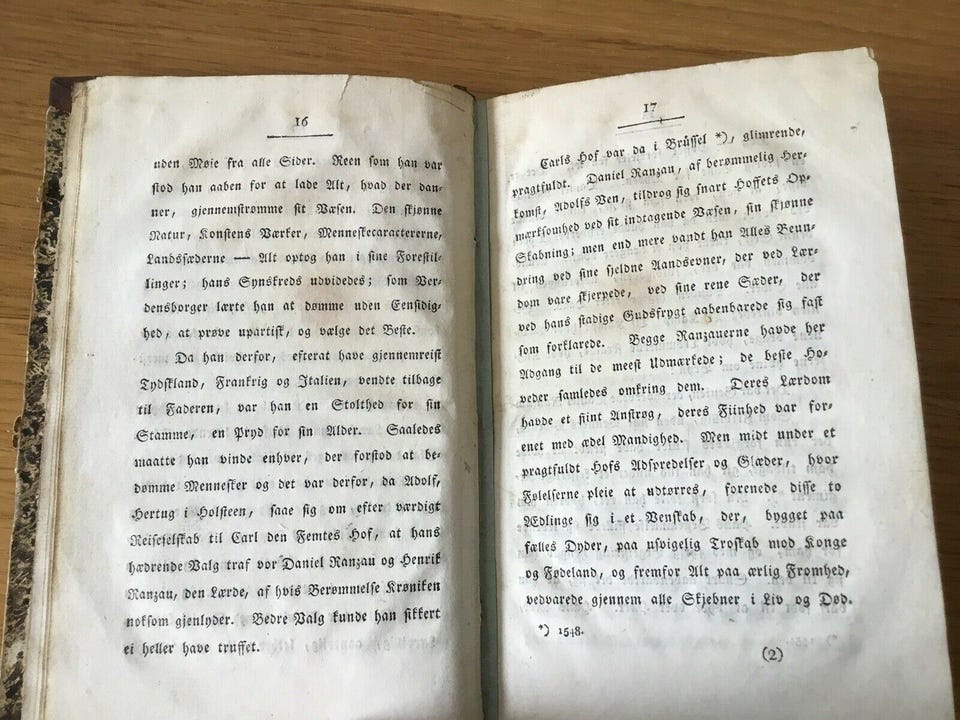 16
uden Møie fra alle Sider. Reen som han var
stod han aaben for at lade Alt, hvad der dan-
ner, gjennemstrømme sit Væsen. Den skjønne
Natur, Konstens Værker, Menneskecaractererne,
Landssæderne — Alt optog han i sine Forestil-
linger; hans Synskreds udvidedes; som Ver-
densborger lærte han at dømme uden Eensidig-
hed, at prøve upartisk, og vælge det Beste.
Da han derfor, efterat have gjennemreist
Tydskland, Frankrig og Italien, vendte tilbage
til Faderen, var han en Stolthed for sin
Stamme, en Pryd for sin Alder. Saaledes
maatte han vinde enhver, der forstod at be-
dømme Mennesker og det var derfor, da Adolf,
Hertug i Holsteen, saae sig om efter værdigt
Reiseselskab til Carl den Femtes Hof, at hans
hædrende Valg traf vor Daniel Ranzau og Henrik
Ranzau, den Lærde, af hvis Berømmelse Krøniken
noksom gjenlyder. Bedre Valg kunde han sikkert
ei heller have truffet.
17
Carls Hof var da i Brüssel *), glimrende,
pragtfuldt. Daniel Ranzau, af berømmelig Her-
komst, Adolfs Ven, tildrog sig snart Hoffets Op-
mærksomhed ved sit indtagende Væsen, sin skjønne
Skabning; men end mere vandt han Alles Beun-
dring ved sine sjeldne Aandsevner, der ved Lær-
dom vare skjerpede, ved sine rene Sæder, der
ved hans stadige Gudsfrygt aabenbarede sig fast
som forklarede. Begge Ranzauerne havde her
Adgang til de meest Udmærkede; de beste Ho-
veder samledes omkring dem. Deres Lærdom
havde et fiint Anstrøg, deres Fiinhed var for-
enet med ædel Mandighed. Men midt under et
pragtfuldt Hofs Adspredelser og Glæder, hvor
Følelserne pleie at udtørres, forenede disse to
Ædlinge sig i et Venskab, der, bygget paa
fælles Dyder, paa usvigelig Troskab mod Konge
og Fødeland, og fremfor Alt paa ærlig Fromhed,
vedvarede gjennem alle Skjebner i Liv og Død.
*) 1548.
(2)